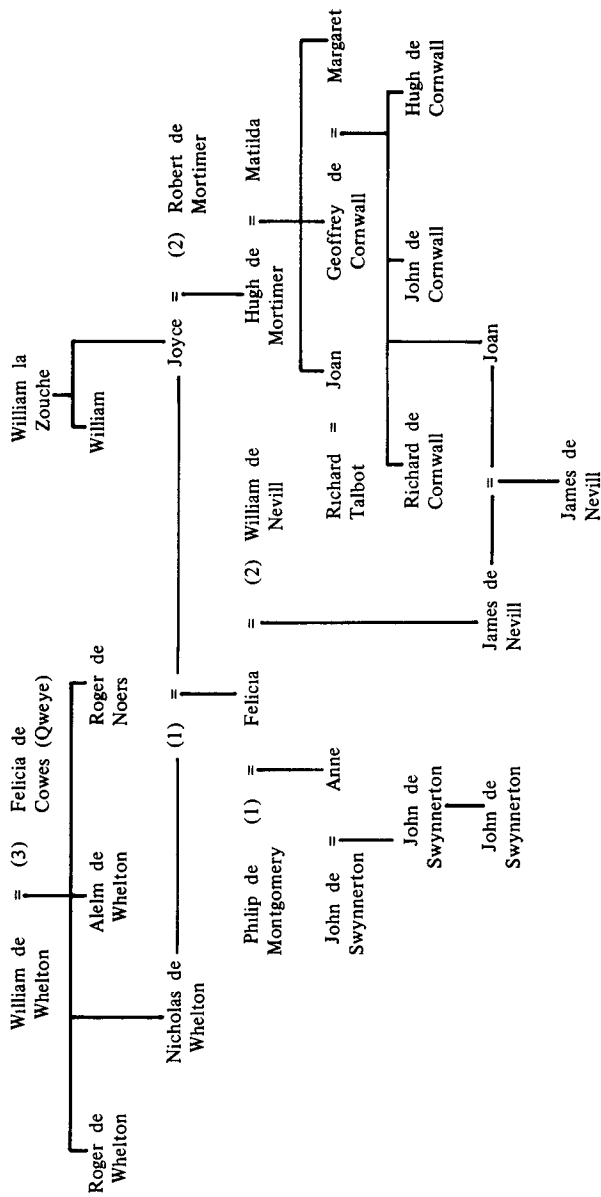 William de
Whelton
= (3)
Felicia de
Cowes (Qweye)
William la
Zouche
Roger de
Whelton
Alelm de
Whelton
Roger de
Noers
William
Nicholas de
Whelton
(1)
=
Joyce
=
(2) Robert de
Mortimer
Philip de
Montgomery
(1)
=
Felicia
=
(2)
William de
Nevill
Hugh de
Mortimer
=
Matilda
John de
Swynnerton
=
Anne
Richard
Talbot
=
Joan
Geoffrey de
Cornwall
=
Margaret
John de
Swynnerton
Richard de
Cornwall
John de
Cornwall
Hugh de
Cornwall
John de
Swynnerton
James de
Nevill
=
Joan
James de
Nevill